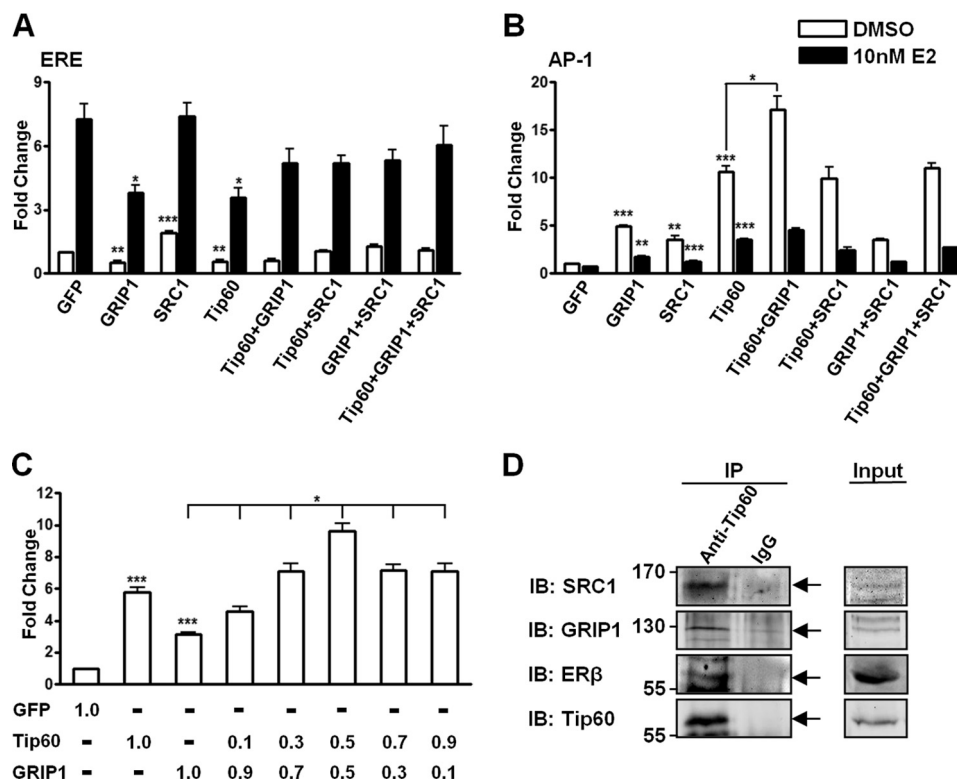 A
ERE
Fold Change
9
6
3
0
**
*
***
**
*
GFP
GRIP1
SRC1
Tip60
Tip60+GRIP1
Tip60+SRC1
GRIP1+SRC1
Tip60+GRIP1+SRC1
B
AP-1
DMSO
10nM E2
Fold Change
20
15
10
5
0
***
**
**
***
***
***
*
GFP
GRIP1
SRC1
Tip60
Tip60+GRIP1
Tip60+SRC1
GRIP1+SRC1
Tip60+GRIP1+SRC1
C
Fold Change
12
10
8
6
4
2
0
***
***
*
GFP 1.0 - - - - - - -
Tip60 - 1.0 - 0.1 0.3 0.5 0.7 0.9
GRIP1 - - 1.0 0.9 0.7 0.5 0.3 0.1
D
IP
Input
Anti-Tip60
IgG
IB: SRC1 170
IB: GRIP1 130
IB: ERβ 55
IB: Tip60 55